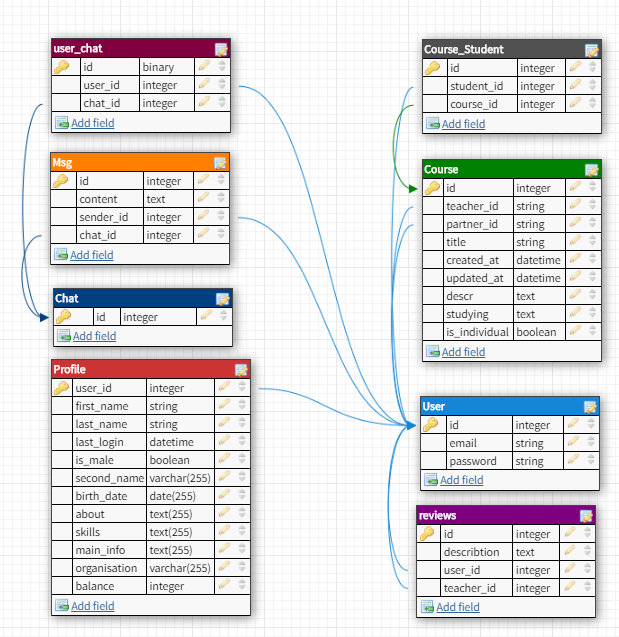 user_chat
id binary
user_id integer
chat_id integer
Add field
Msg
id integer
content text
sender_id integer
chat_id integer
Add field
Chat
id integer
Add field
Profile
user_id integer
first_name string
last_name string
last_login datetime
is_male boolean
second_name varchar(255)
birth_date date(255)
about text(255)
skills text(255)
main_info text(255)
organisation varchar(255)
balance integer
Add field
Course_Student
id integer
student_id integer
course_id integer
Add field
Course
id integer
teacher_id string
partner_id string
title string
created_at datetime
updated_at datetime
descr text
studying text
is_individual boolean
Add field
User
id integer
email string
password string
Add field
reviews
id integer
describtion text
user_id integer
teacher_id integer
Add field